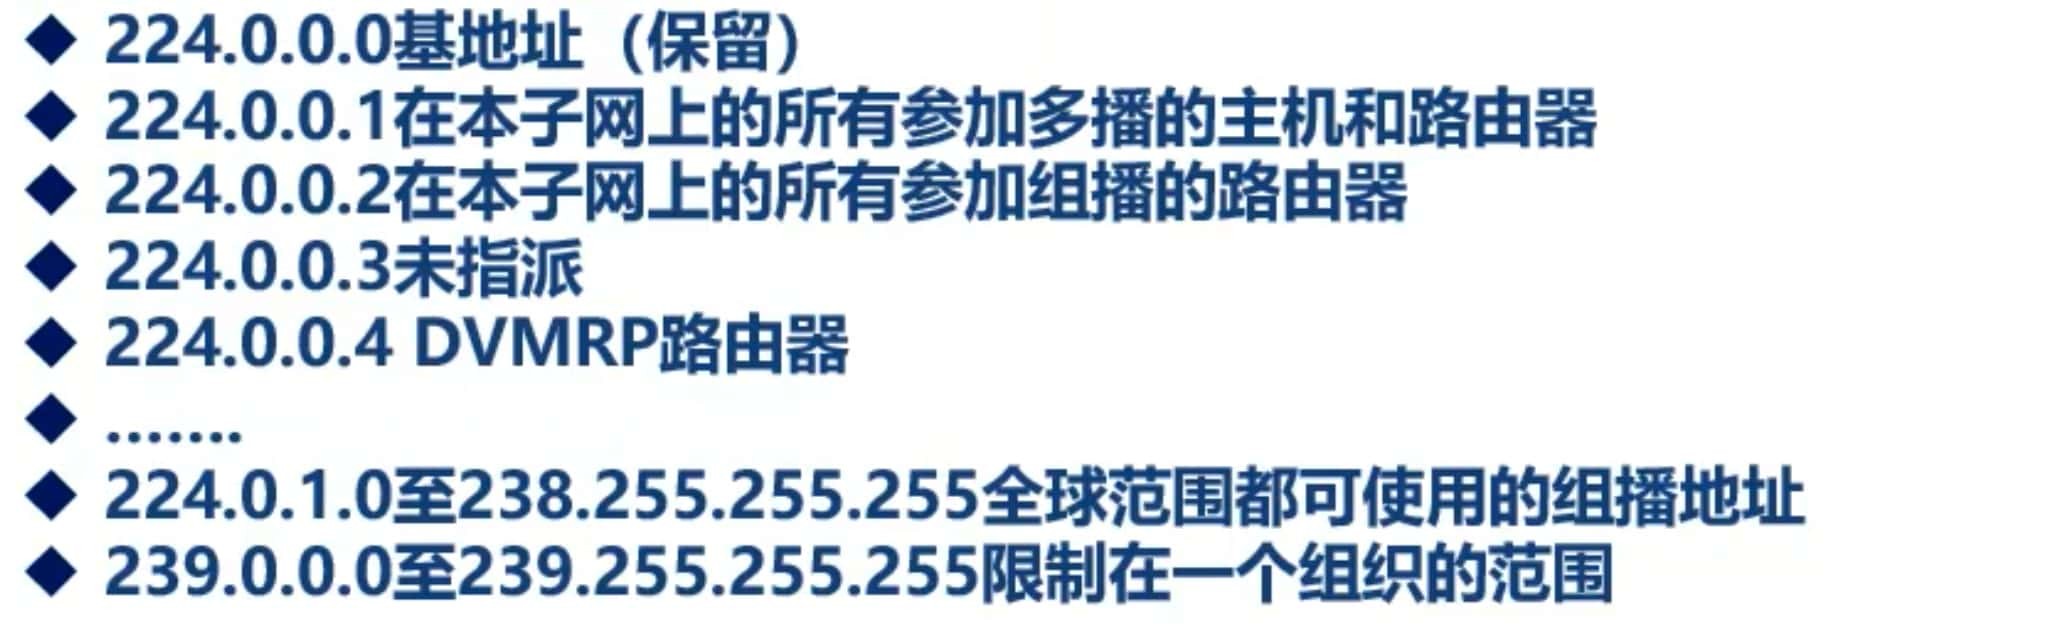 ◆ 224.0.0.0基地址（保留）
◆ 224.0.0.1在本子网上的所有参加多播的主机和路由器
◆ 224.0.0.2在本子网上的所有参加组播的路由器
◆ 224.0.0.3未指派
◆ 224.0.0.4 DVMRP路由器
◆ .......
◆ 224.0.1.0至238.255.255.255全球范围都可使用的组播地址
◆ 239.0.0.0至239.255.255.255限制在一个组织的范围